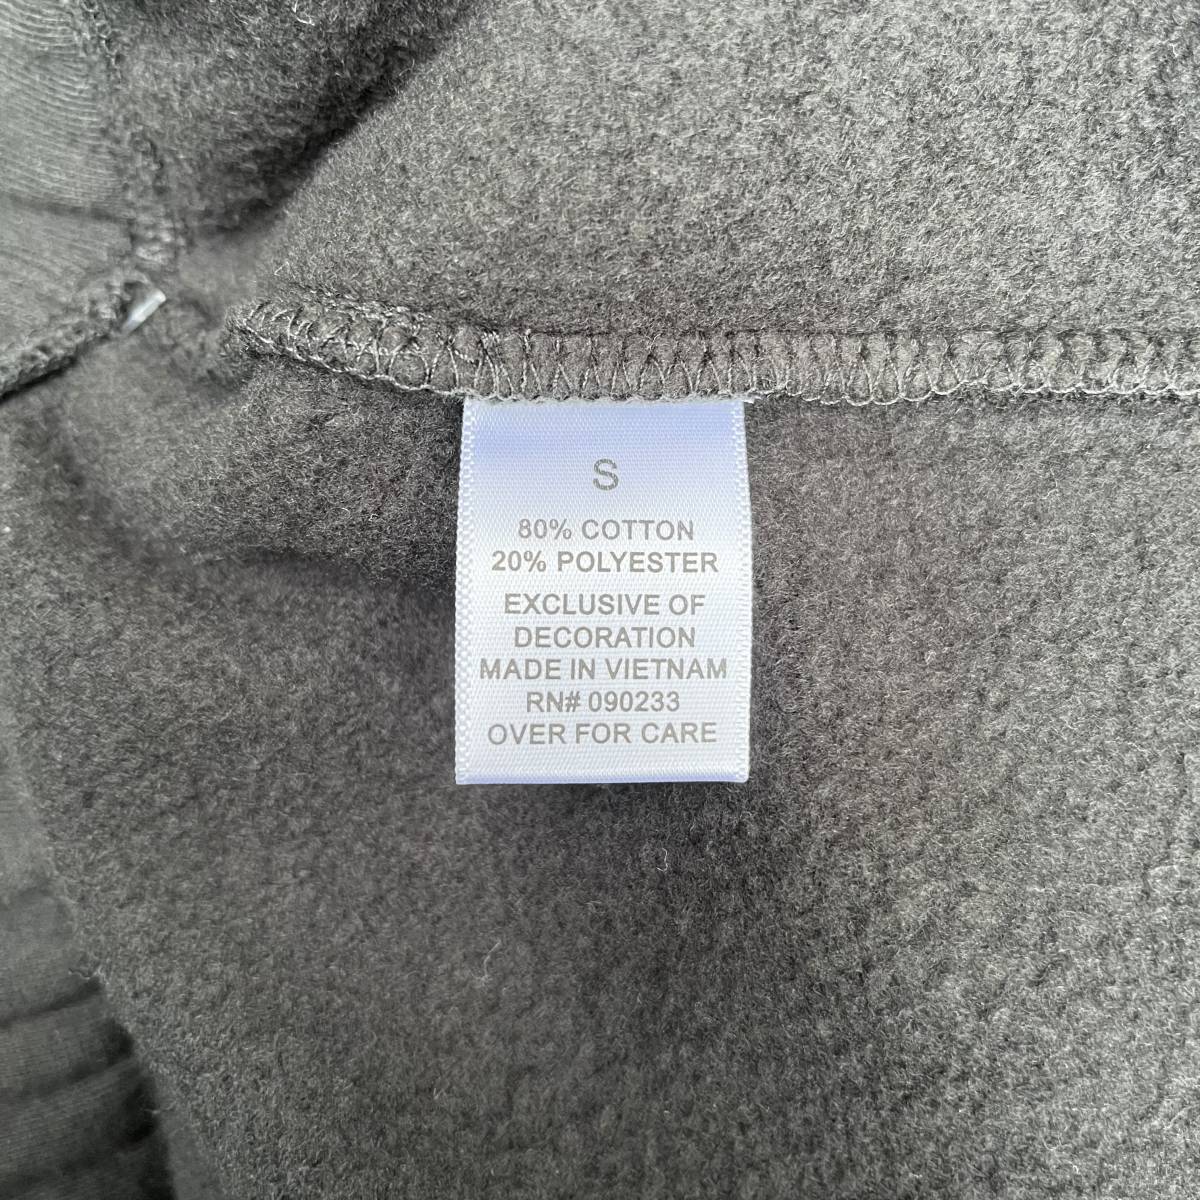 S
80% COTTON
20% POLYESTER
EXCLUSIVE OF
DECORATION
MADE IN VIETNAM
RN# 090233
OVER FOR CARE